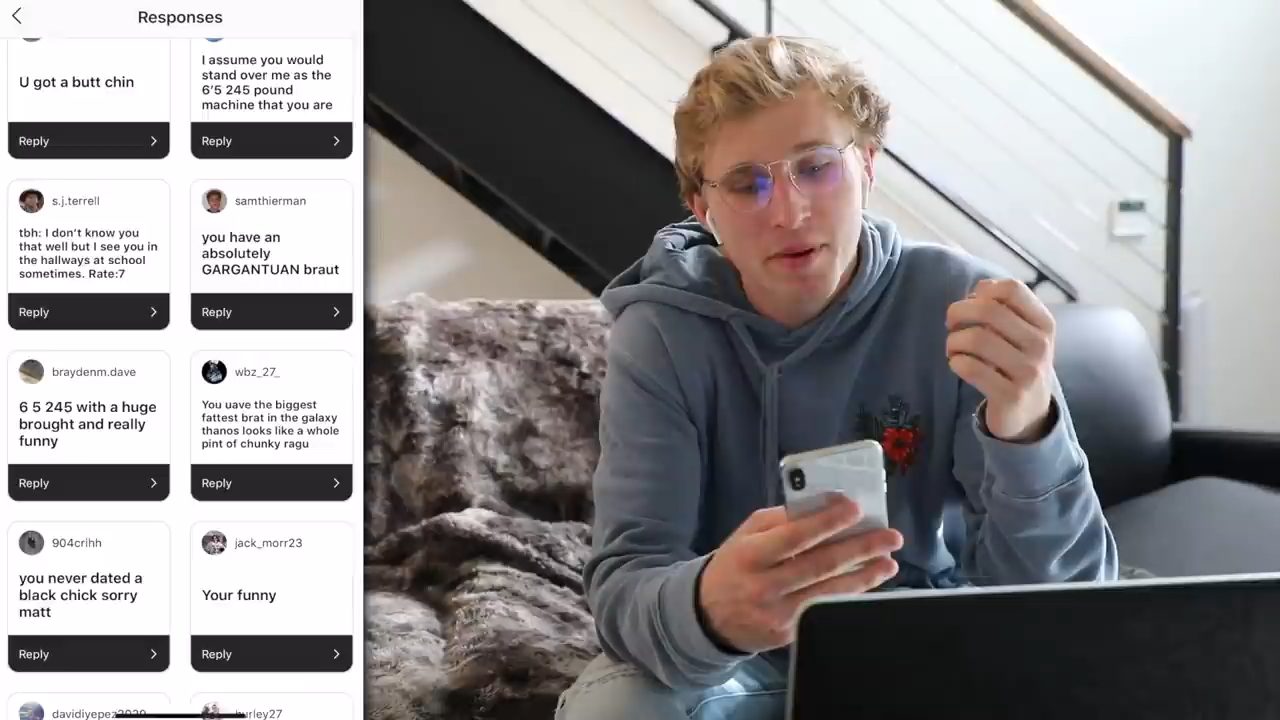 Responses
U got a butt chin
Reply
I assume you would
stand over me as the
6'5 245 pound
machine that you are
Reply
s.j.terrell
tbh: I don't know you
that well but I see you in
the hallways at school
sometimes. Rate:7
Reply
samthierman
you have an
absolutely
GARGANTUAN braut
Reply
braydenm.dave
6 5 245 with a huge
brought and really
funny
Reply
wbz_27_
You uave the biggest
fattest brat in the galaxy
thanos looks like a whole
pint of chunky ragu
Reply
904crihh
you never dated a
black chick sorry
matt
Reply
jack_morr23
Your funny
Reply